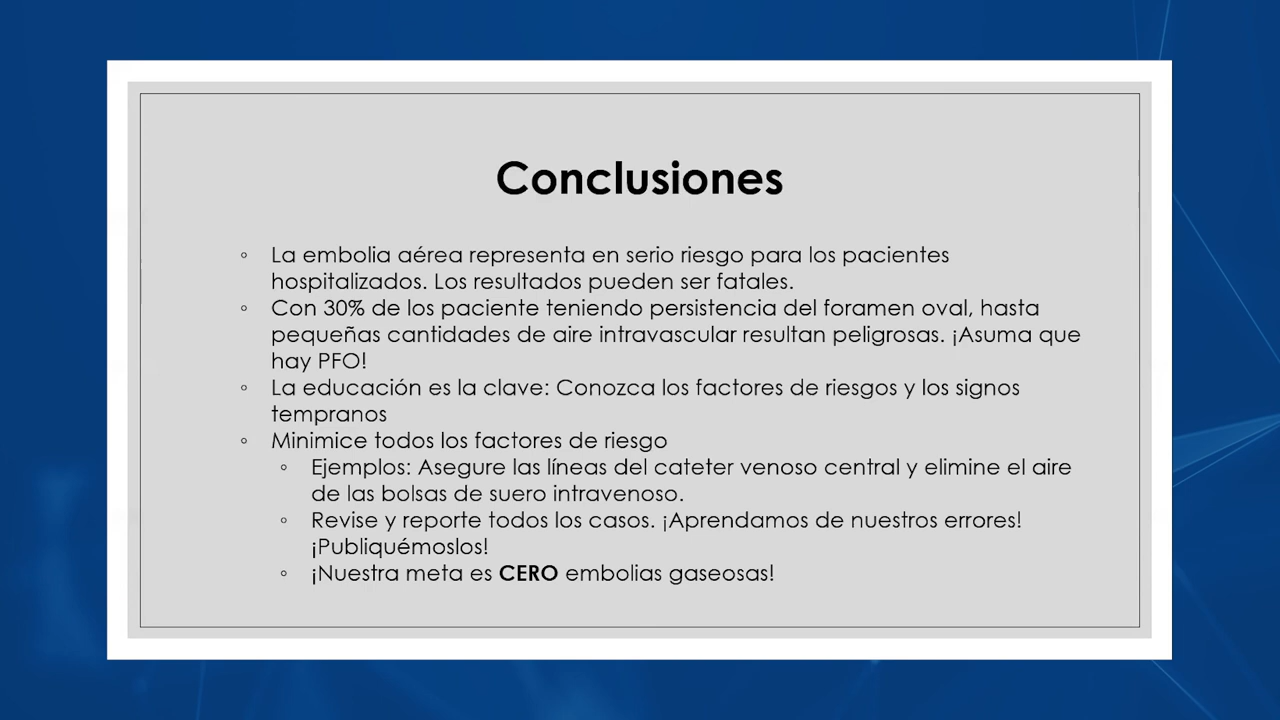 Conclusiones
◦ La embolia aérea representa en serio riesgo para los pacientes
hospitalizados. Los resultados pueden ser fatales.
◦ Con 30% de los paciente teniendo persistencia del foramen oval, hasta
pequeñas cantidades de aire intravascular resultan peligrosas. ¡Asuma que
hay PFO!
◦ La educación es la clave: Conozca los factores de riesgos y los signos
tempranos
◦ Minimice todos los factores de riesgo
◦ Ejemplos: Asegure las líneas del cateter venoso central y elimine el aire
de las bolsas de suero intravenoso.
◦ Revise y reporte todos los casos. ¡Aprendamos de nuestros errores!
¡Publiquémoslos!
◦ ¡Nuestra meta es CERO embolias gaseosas!